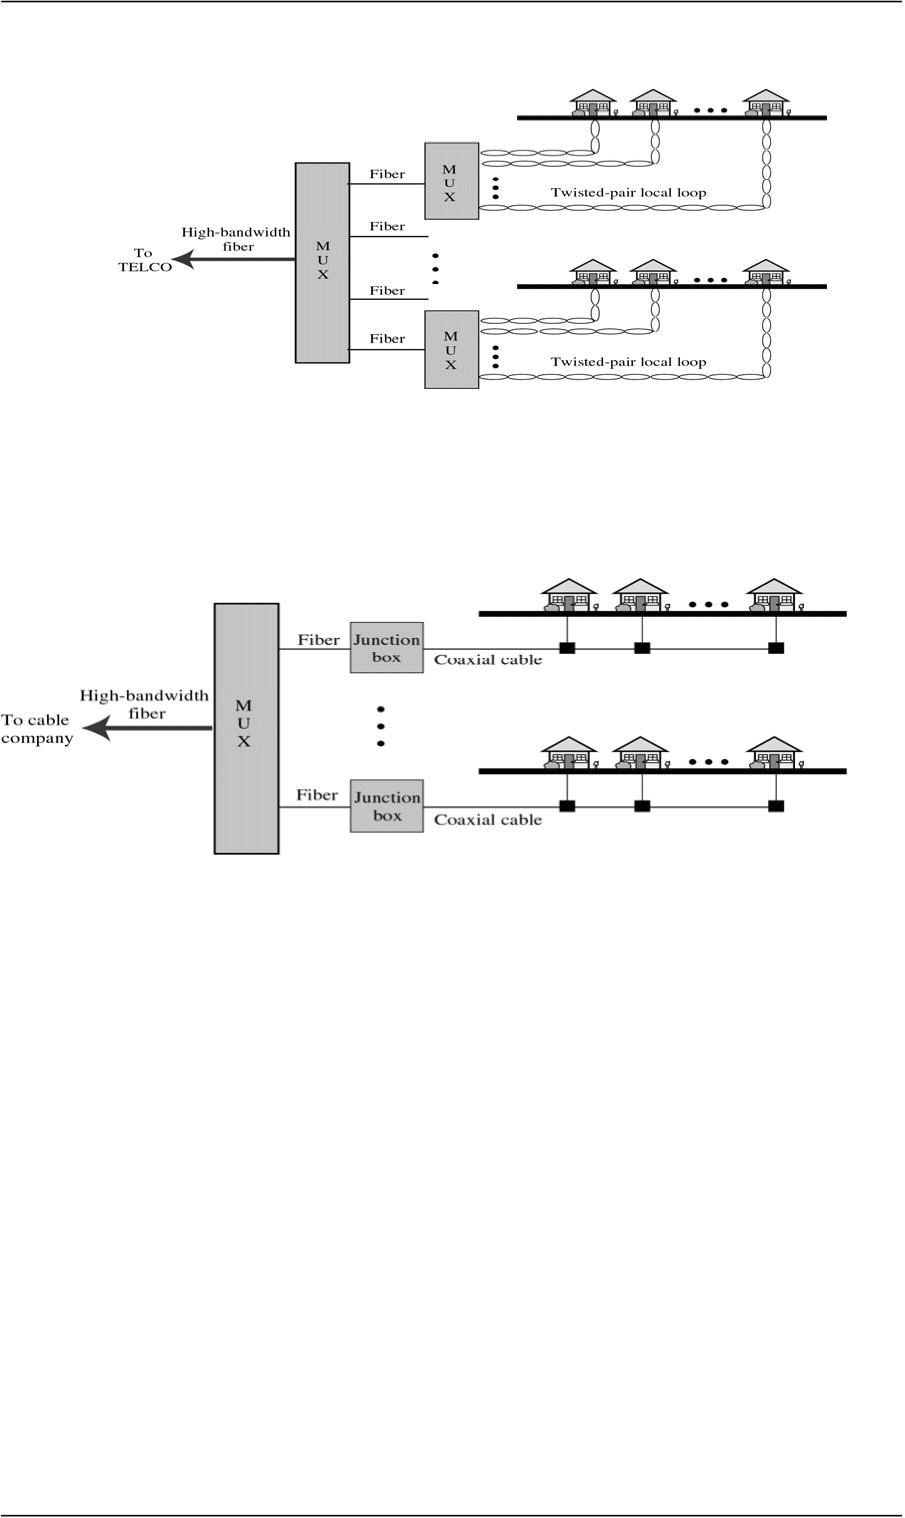 Fiber
M
U
X
Twisted-pair local loop
High-bandwidth
fiber
Fiber
To
TELCO
M
U
X
Fiber
Fiber
M
U
X
Twisted-pair local loop
Fiber
Junction
box
Coaxial cable
High-bandwidth
fiber
To cable
company
M
U
X
Fiber
Junction
box
Coaxial cable